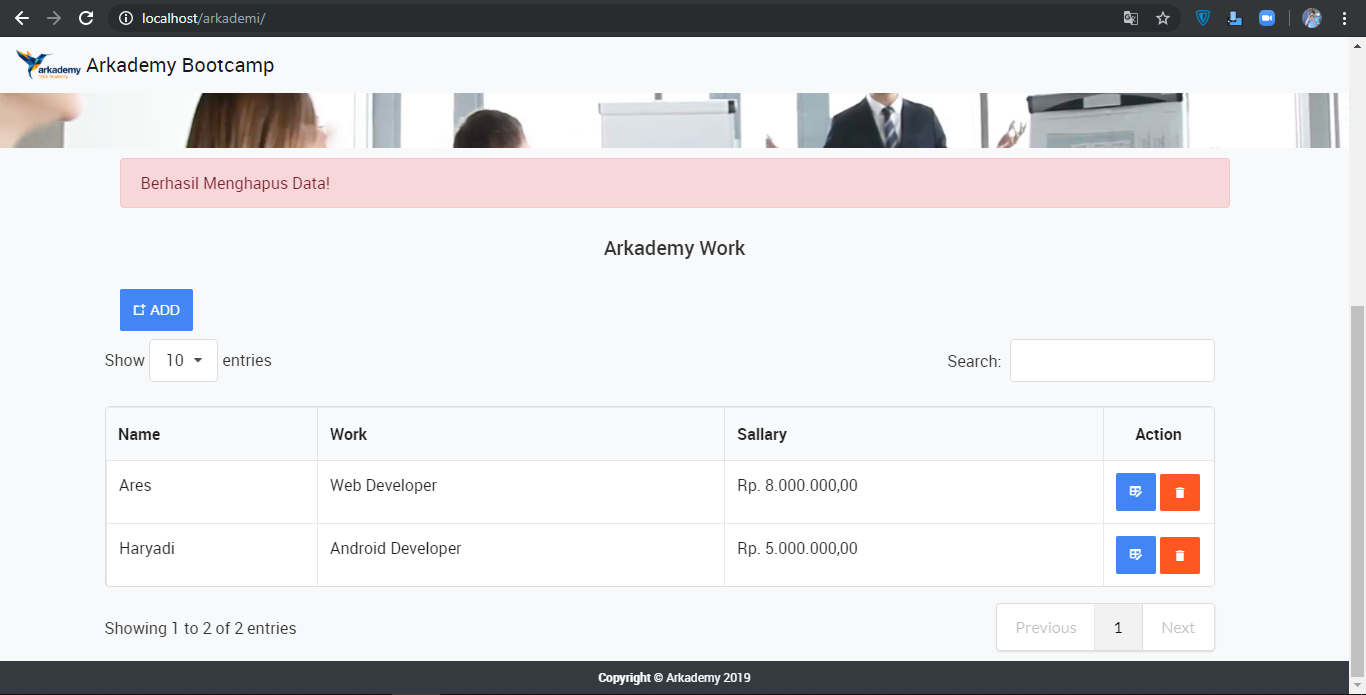 localhost/arkademi/
arkademy
Tech Academy
Arkademy Bootcamp
Berhasil Menghapus Data!
Arkademy Work
ADD
Show 10 entries
Search:
Name Work Sallary Action
Ares Web Developer Rp. 8.000.000,00
Haryadi Android Developer Rp. 5.000.000,00
Showing 1 to 2 of 2 entries
Previous 1 Next
Copyright © Arkademy 2019